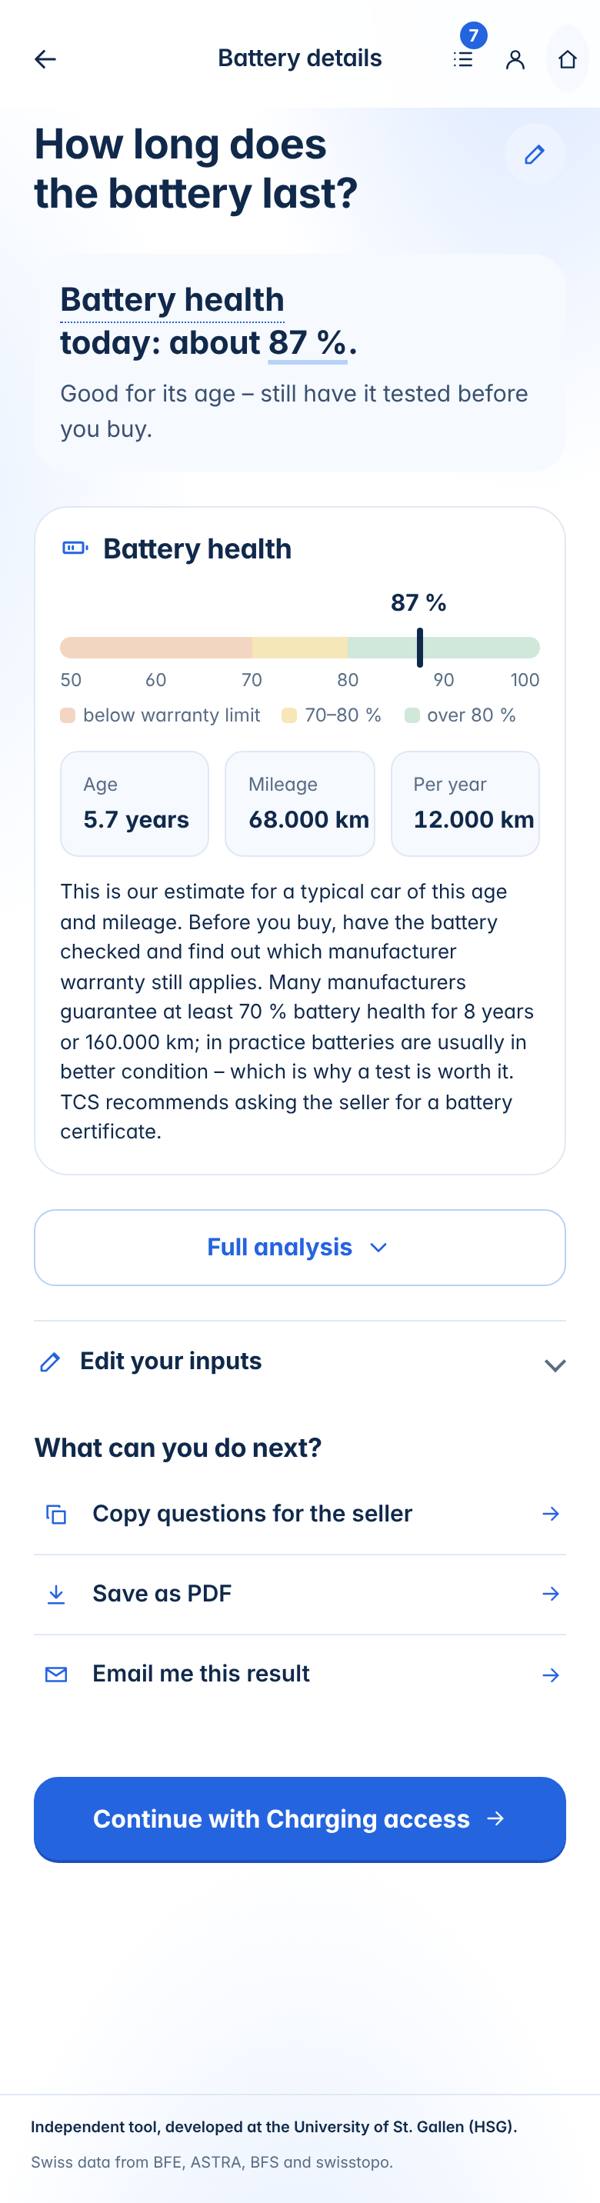 Battery details
7
How long does
the battery last?
Battery health
today: about 87 %.
Good for its age – still have it tested before
you buy.
Battery health
87 %
50 60 70 80 90 100
below warranty limit 70–80 % over 80 %
Age Mileage Per year
5.7 years 68.000 km 12.000 km
This is our estimate for a typical car of this age
and mileage. Before you buy, have the battery
checked and find out which manufacturer
warranty still applies. Many manufacturers
guarantee at least 70 % battery health for 8 years
or 160.000 km; in practice batteries are usually in
better condition – which is why a test is worth it.
TCS recommends asking the seller for a battery
certificate.
Full analysis
Edit your inputs
What can you do next?
Copy questions for the seller
Save as PDF
Email me this result
Continue with Charging access
Independent tool, developed at the University of St. Gallen (HSG).
Swiss data from BFE, ASTRA, BFS and swisstopo.